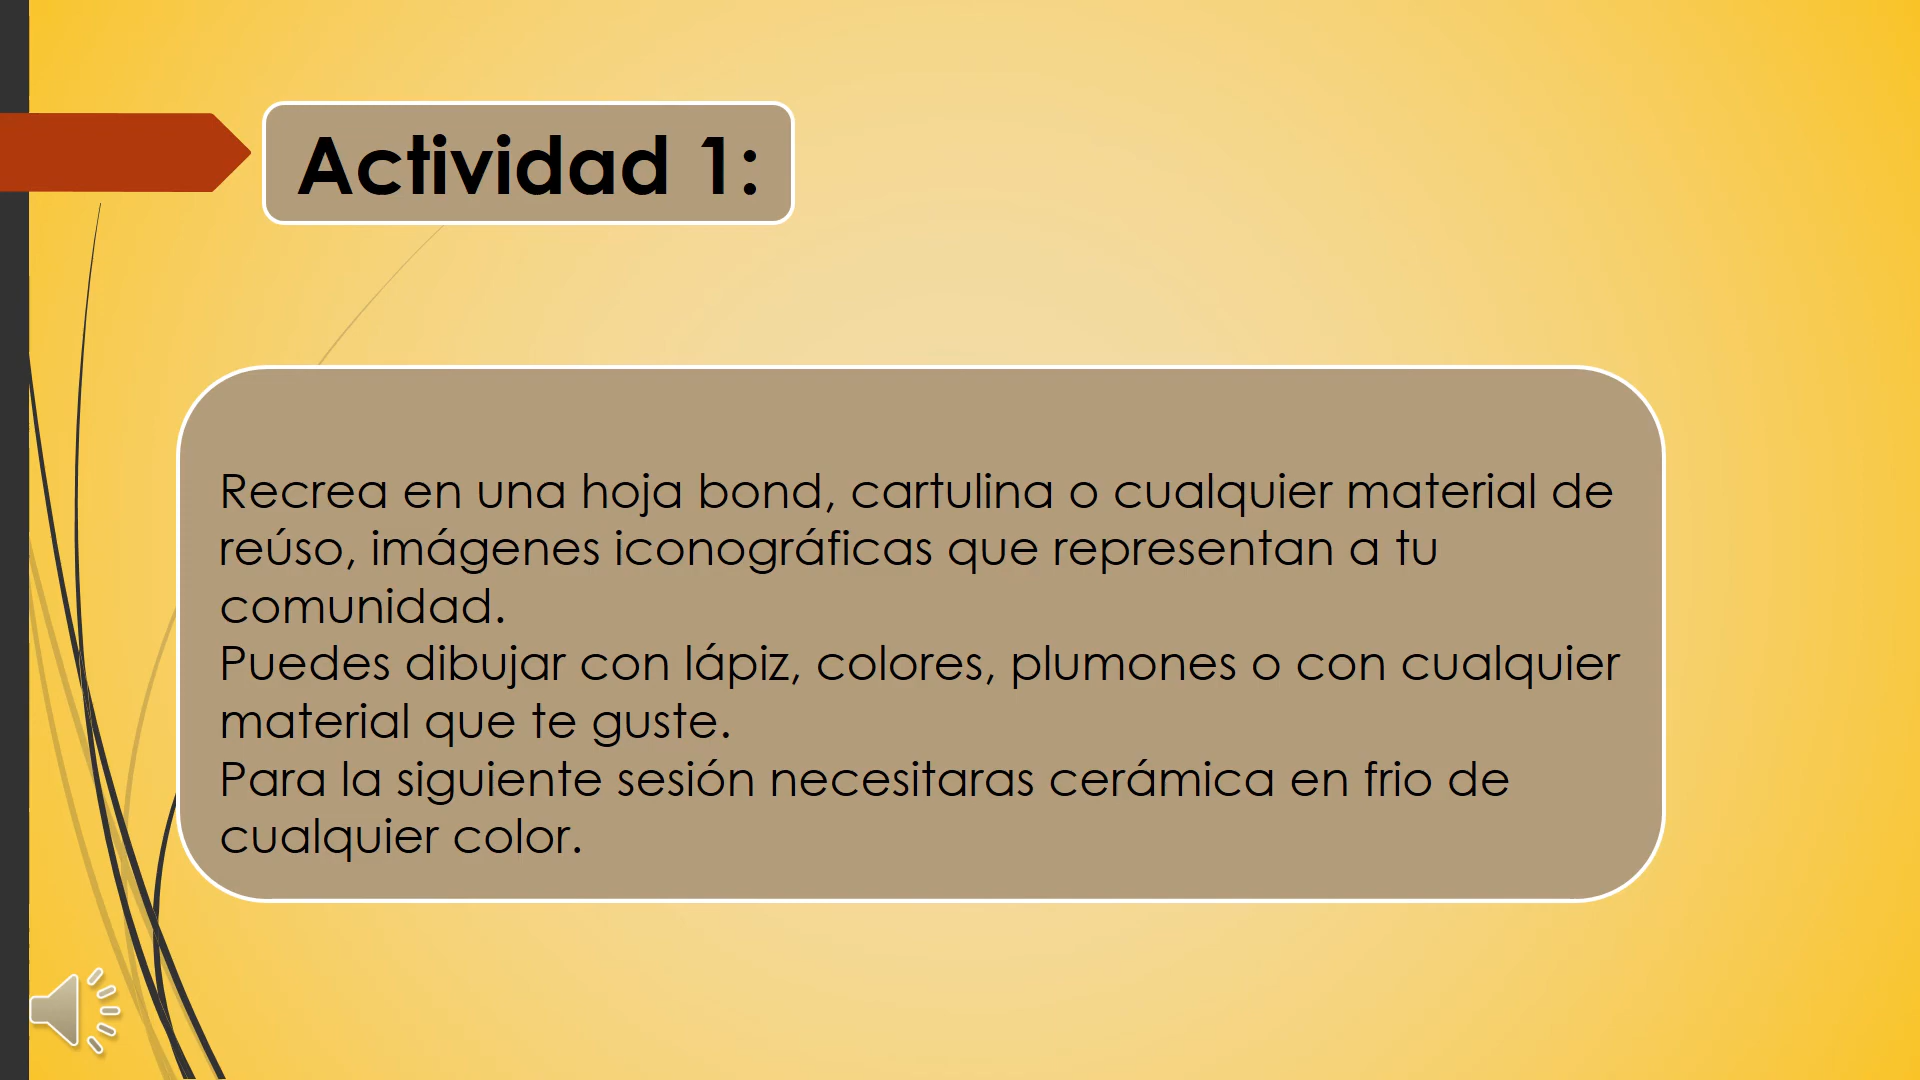 Actividad 1:
Recrea en una hoja bond, cartulina o cualquier material de
reúso, imágenes iconográficas que representan a tu
comunidad.
Puedes dibujar con lápiz, colores, plumones o con cualquier
material que te guste.
Para la siguiente sesión necesitaras cerámica en frio de
cualquier color.